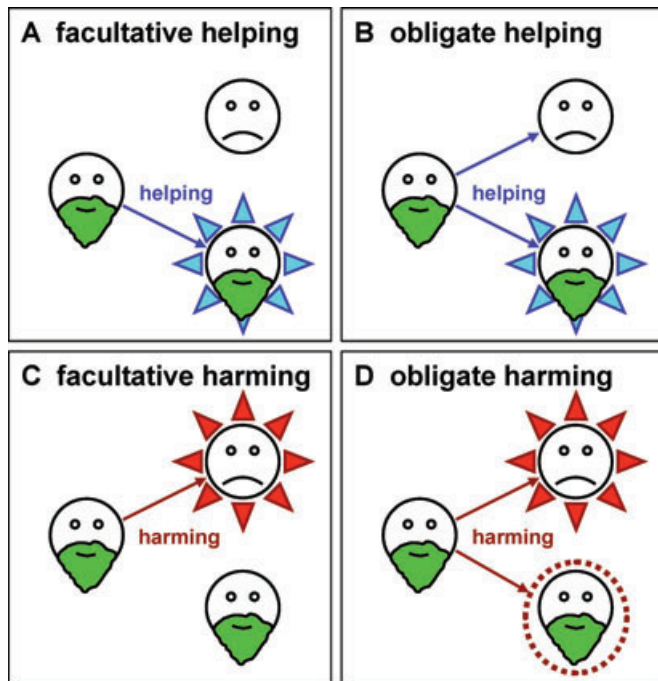 A facultative helping
helping
B obligate helping
helping
C facultative harming
harming
D obligate harming
harming